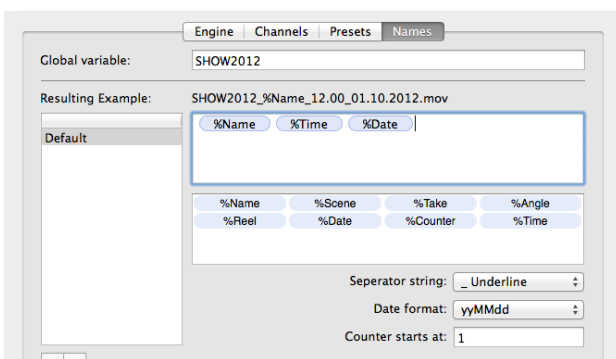 Engine Channels Presets Names
Global variable: SHOW2012
Resulting Example: SHOW2012_%Name_12.00_01.10.2012.mov
Default
%Name %Time %Date
%Name %Scene %Take %Angle
%Reel %Date %Counter %Time
Seperator string: _ Underline
Date format: yyMMdd
Counter starts at: 1